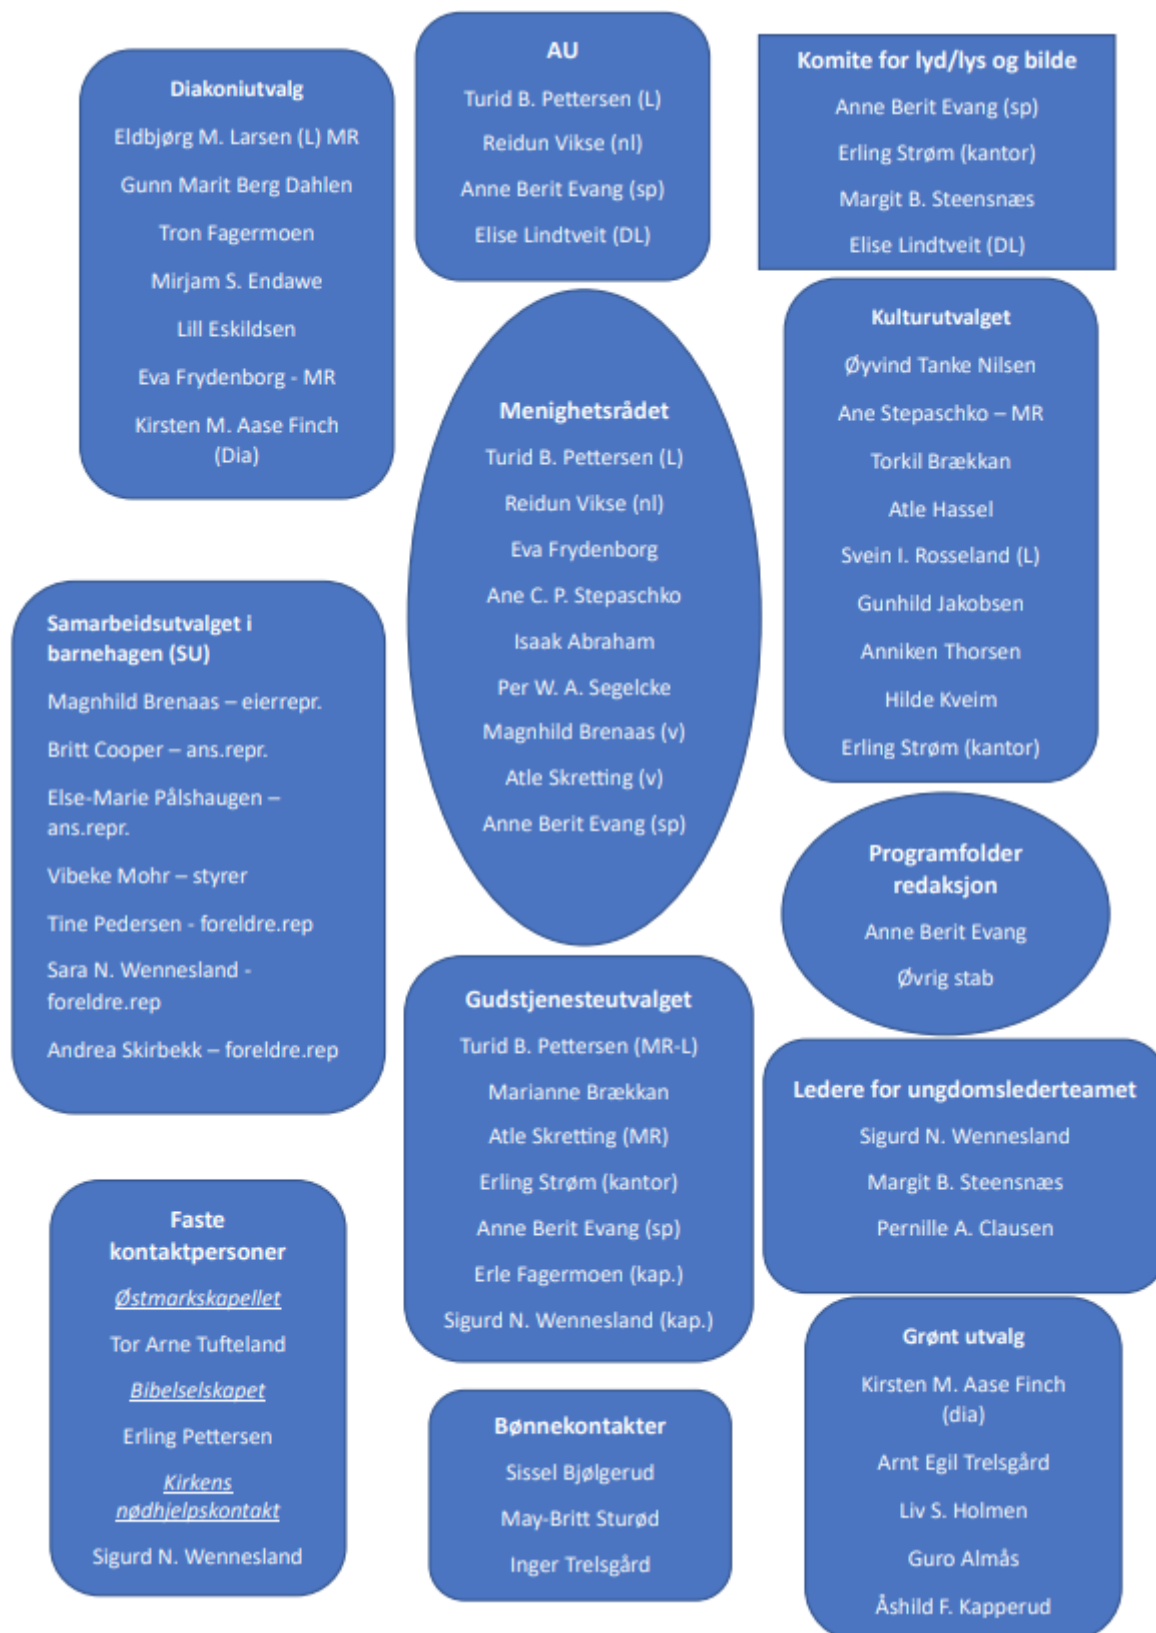 Diakoniutvalg
Eldbjørg M. Larsen (L) MR
Gunn Marit Berg Dahlen
Tron Fagermoen
Mirjam S. Endawe
Lill Eskildsen
Eva Frydenborg - MR
Kirsten M. Aase Finch
(Dia)
AU
Turid B. Pettersen (L)
Reidun Vikse (nl)
Anne Berit Evang (sp)
Elise Lindtveit (DL)
Komite for lyd/lys og bilde
Anne Berit Evang (sp)
Erling Strøm (kantor)
Margit B. Steensnæs
Elise Lindtveit (DL)
Menighetsrådet
Turid B. Pettersen (L)
Reidun Vikse (nl)
Eva Frydenborg
Ane C. P. Stepaschko
Isaak Abraham
Per W. A. Segelcke
Magnhild Brenaas (v)
Atle Skretting (v)
Anne Berit Evang (sp)
Kulturutvalget
Øyvind Tanke Nilsen
Ane Stepaschko – MR
Torkil Brækkan
Atle Hassel
Svein I. Rosseland (L)
Gunhild Jakobsen
Anniken Thorsen
Hilde Kveim
Erling Strøm (kantor)
Samarbeidsutvalget i
barnehagen (SU)
Magnhild Brenaas – eierrepr.
Britt Cooper – ans.repr.
Else-Marie Pålshaugen –
ans.repr.
Vibeke Mohr – styrer
Tine Pedersen - foreldre.rep
Sara N. Wennesland -
foreldre.rep
Andrea Skirbekk – foreldre.rep
Programfolder
redaksjon
Anne Berit Evang
Øvrig stab
Gudstjenesteutvalget
Turid B. Pettersen (MR-L)
Marianne Brækkan
Atle Skretting (MR)
Erling Strøm (kantor)
Anne Berit Evang (sp)
Erle Fagermoen (kap.)
Sigurd N. Wennesland (kap.)
Ledere for ungdomslederteamet
Sigurd N. Wennesland
Margit B. Steensnæs
Pernille A. Clausen
Faste
kontaktpersoner
Østmarkskapellet
Tor Arne Tufteland
Bibelselskapet
Erling Pettersen
Kirkens
nødhjelpskontakt
Sigurd N. Wennesland
Bønnekontakter
Sissel Bjølgerud
May-Britt Sturød
Inger Trelsgård
Grønt utvalg
Kirsten M. Aase Finch
(dia)
Arnt Egil Trelsgård
Liv S. Holmen
Guro Almås
Åshild F. Kapperud